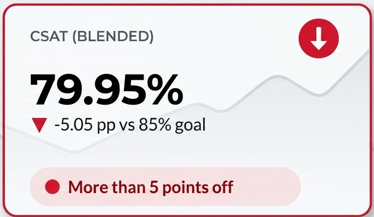 CSAT (BLENDED)
79.95%
-5.05 pp vs 85% goal
More than 5 points off